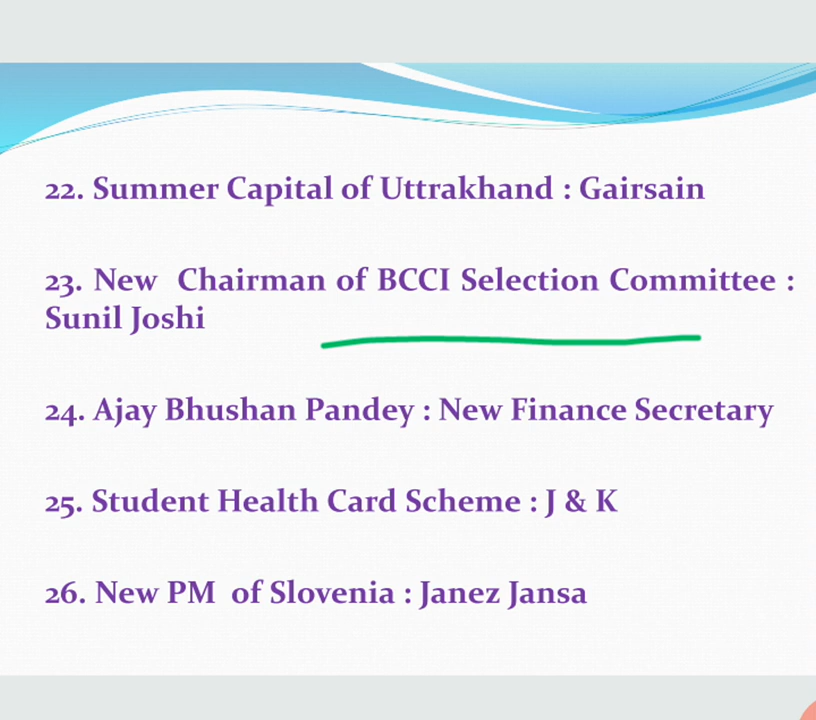 22. Summer Capital of Uttrakhand : Gairsain
23. New Chairman of BCCI Selection Committee :
Sunil Joshi
24. Ajay Bhushan Pandey : New Finance Secretary
25. Student Health Card Scheme : J & K
26. New PM of Slovenia : Janez Jansa